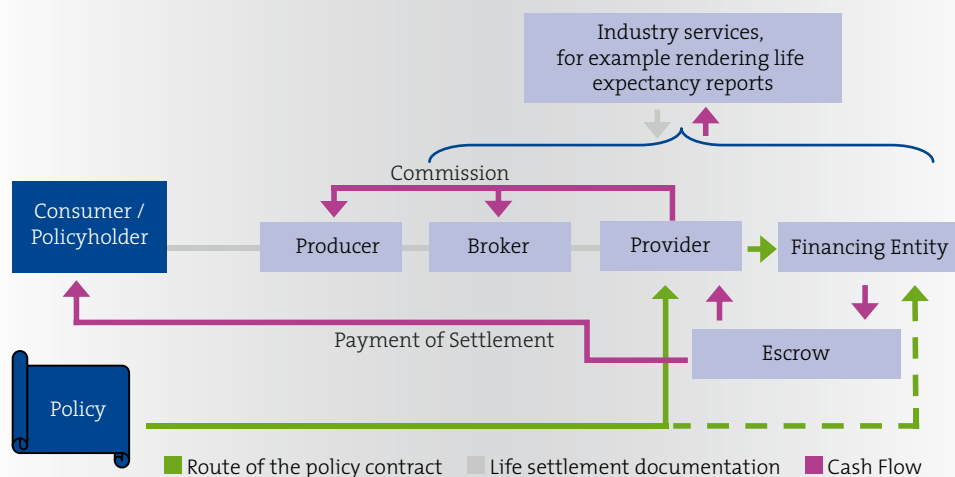 Industry services,
for example rendering life
expectancy reports
Commission
Consumer /
Policyholder
Producer
Broker
Provider
Financing Entity
Payment of Settlement
Escrow
Policy
Route of the policy contract
Life settlement documentation
Cash Flow